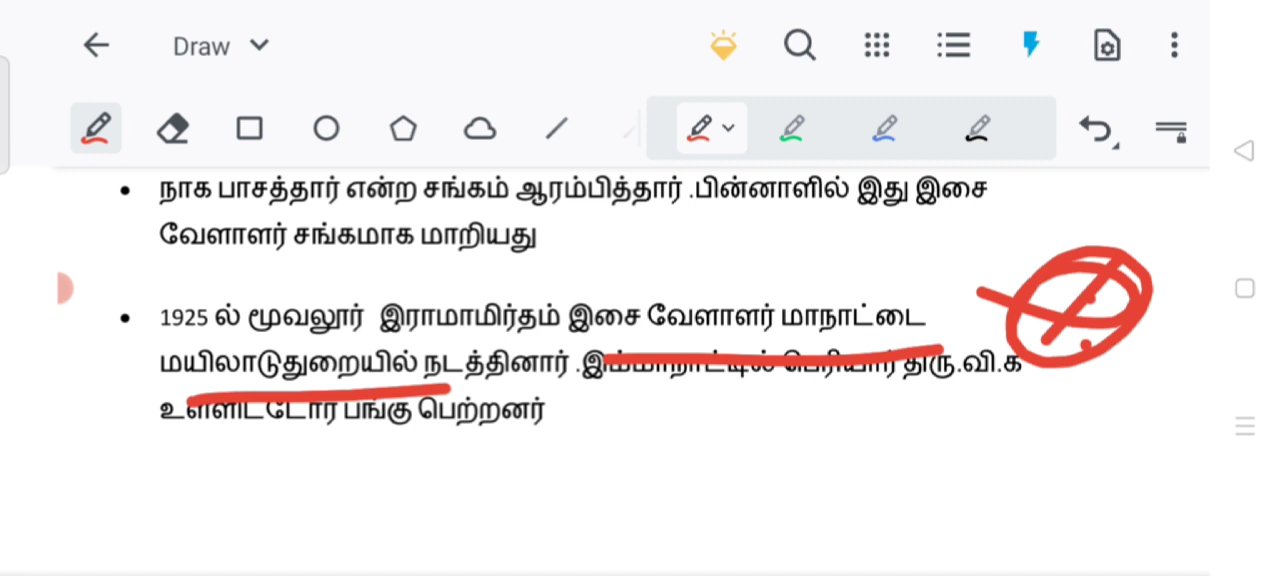 Draw
நாக பாசத்தார் என்ற சங்கம் ஆரம்பித்தார் .பின்னாளில் இது இசை
வேளாளர் சங்கமாக மாறியது
1925 ல் மூவலூர் இராமாமிர்தம் இசை வேளாளர் மாநாட்டை
மயிலாடுதுறையில் நடத்தினார் .இம்மாநாட்டில் பெரியார் திரு.வி.க
உள்ளிட்டோர் பங்கு பெற்றனர்